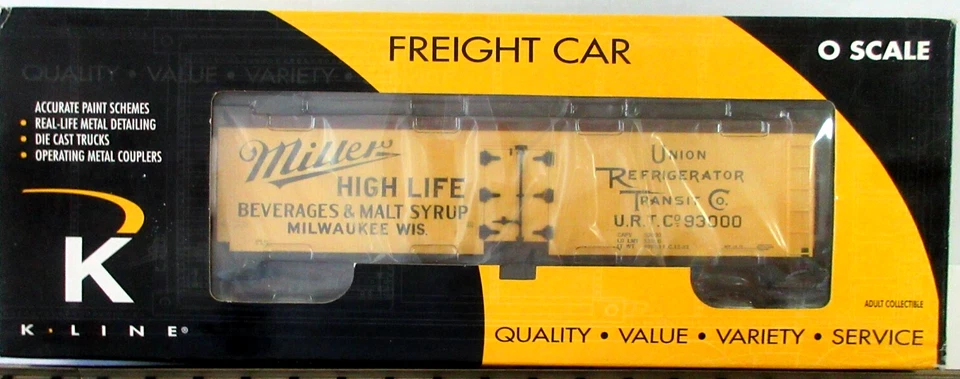 FREIGHT CAR
O SCALE
QUALITY • VALUE • VARIETY •
ACCURATE PAINT SCHEMES
• REAL-LIFE METAL DETAILING
• DIE CAST TRUCKS
• OPERATING METAL COUPLERS
Miller
HIGH LIFE
BEVERAGES & MALT SYRUP
MILWAUKEE WIS.
UNION
REFRIGERATOR
TRANSIT CO.
U.R.T. CO 93000
K
K·LINE®
ADULT COLLECTIBLE
QUALITY • VALUE • VARIETY • SERVICE